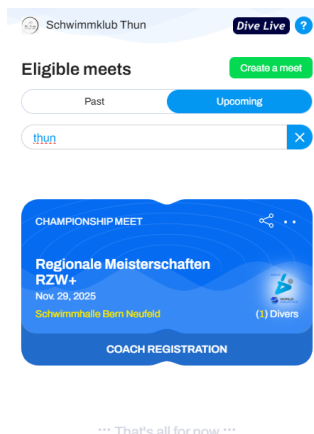 Schwimmklub Thun
Dive Live ?
Eligible meets
Create a meet
Past
Upcoming
thun
CHAMPIONSHIP MEET
Regionale Meisterschaften
RZW+
Nov. 29, 2025
Schwimmhalle Bern Neufeld
(1) Divers
COACH REGISTRATION
... That's all for now ...